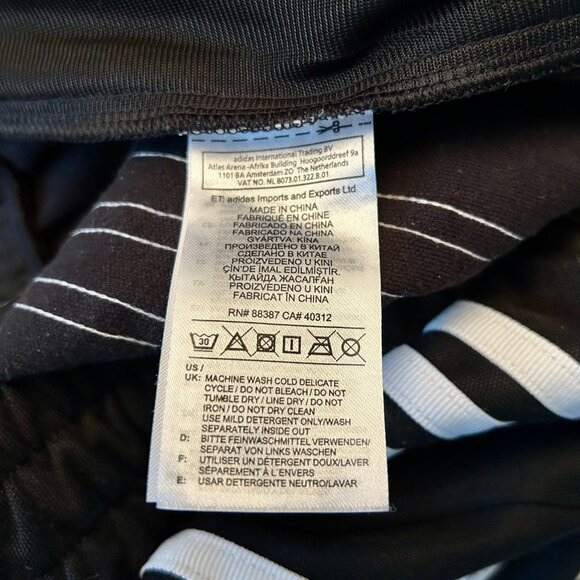 adidas International Trading BV
Atlas Arena -Afrika Building Hoogoorddreef 9a
1101 BA Amsterdam ZO The Netherlands
VAT NO. NL 8073.01.322.B.01
ET: adidas Imports and Exports Ltd
MADE IN CHINA
FABRIQUÉ EN CHINE
FABRICADO EN CHINA
FABRICADO NA CHINA
GYÁRTVA: KÍNA
ПРОИЗВЕДЕНО В КИТАЙ
СДЕЛАНО В КИТАЕ
PROIZVEDENO U KINI
ÇİN'DE İMAL EDİLMİŞTİR.
ҚЫТАЙДА ЖАСАЛҒАН
PROIZVEDENO U KINI
FABRICAT ÎN CHINA
RN# 88387 CA# 40312
30
US /
UK: MACHINE WASH COLD DELICATE
CYCLE / DO NOT BLEACH / DO NOT
TUMBLE DRY / LINE DRY / DO NOT
IRON / DO NOT DRY CLEAN
USE MILD DETERGENT ONLY/WASH
SEPARATELY INSIDE OUT
D: BITTE FEINWASCHMITTEL VERWENDEN/
SEPARAT VON LINKS WASCHEN
F: UTILISER UN DÉTERGENT DOUX/LAVER
SÉPARÉMENT À L'ENVERS
E: USAR DETERGENTE NEUTRO/LAVAR